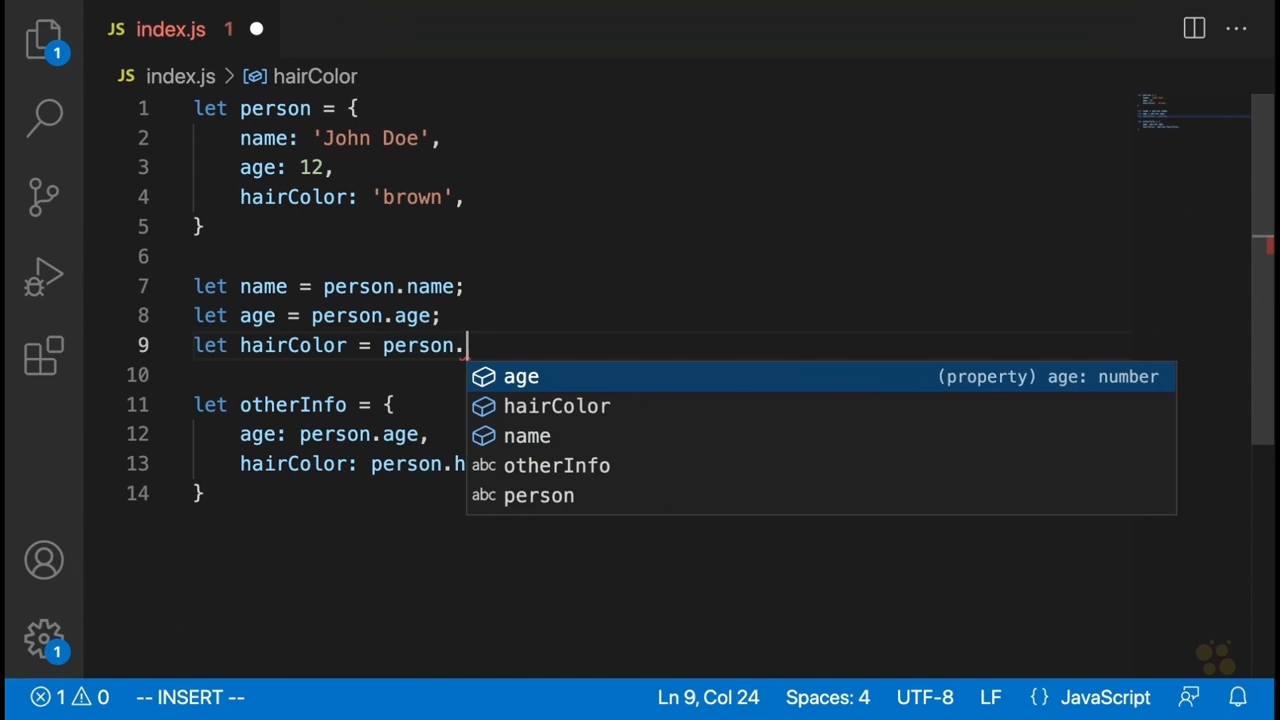 JS index.js 1
JS index.js > hairColor
1 let person = {
2 name: 'John Doe',
3 age: 12,
4 hairColor: 'brown',
5 }
6
7 let name = person.name;
8 let age = person.age;
9 let hairColor = person.
10
age (property) age: number
hairColor
name
otherInfo
person
11 let otherInfo = {
12 age: person.age,
13 hairColor: person.h
14 }
1
1
1 0 -- INSERT -- Ln 9, Col 24 Spaces: 4 UTF-8 LF {} JavaScript